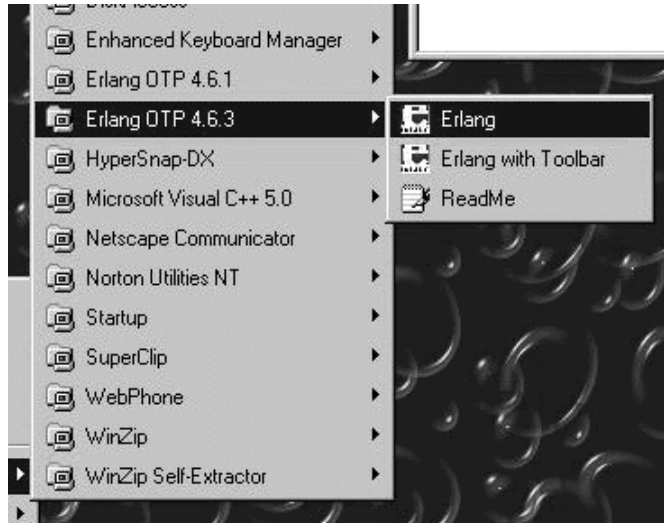 Enhanced Keyboard Manager
Erlang OTP 4.6.1
Erlang OTP 4.6.3
HyperSnap-DX
Microsoft Visual C++ 5.0
Netscape Communicator
Norton Utilities NT
Startup
SuperClip
WebPhone
WinZip
WinZip Self-Extractor
Erlang
Erlang with Toolbar
ReadMe